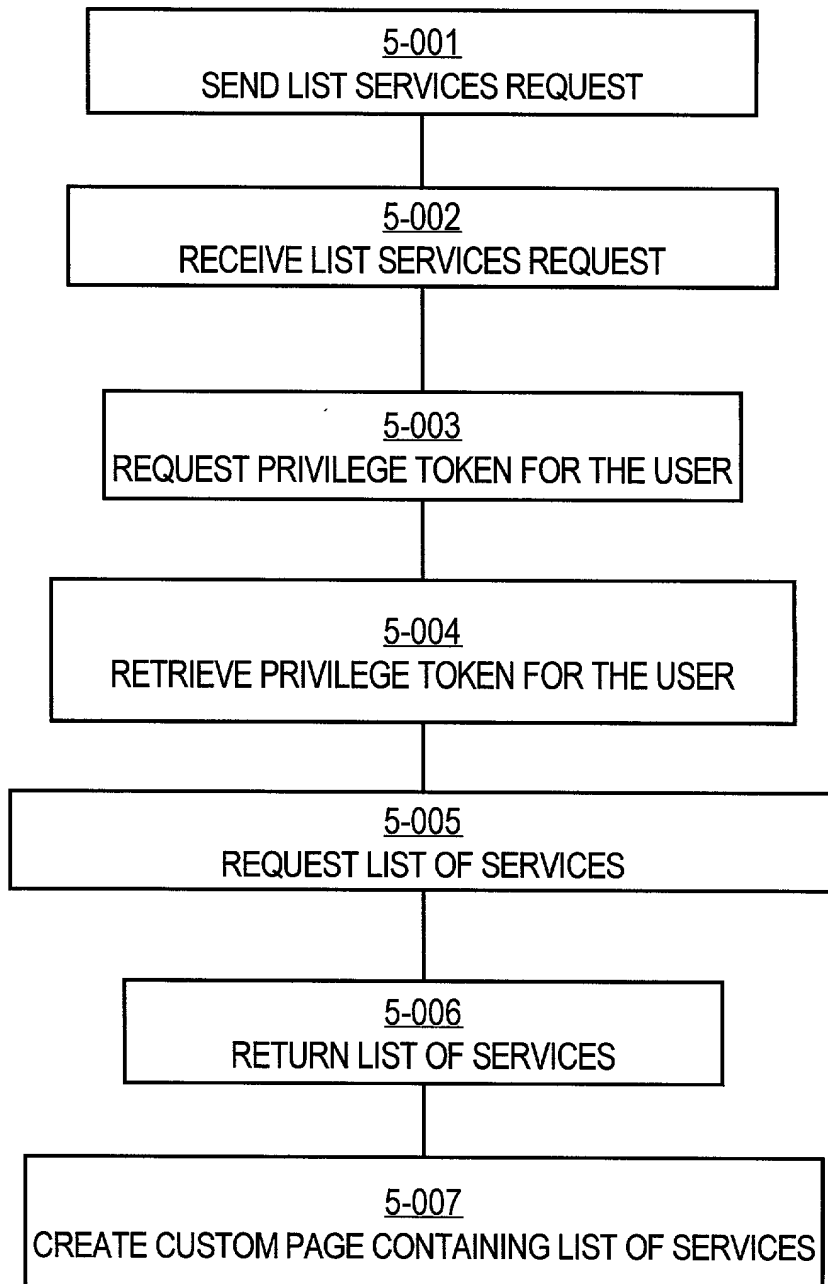 5-001
SEND LIST SERVICES REQUEST
5-002
RECEIVE LIST SERVICES REQUEST
5-003
REQUEST PRIVILEGE TOKEN FOR THE USER
5-004
RETRIEVE PRIVILEGE TOKEN FOR THE USER
5-005
REQUEST LIST OF SERVICES
5-006
RETURN LIST OF SERVICES
5-007
CREATE CUSTOM PAGE CONTAINING LIST OF SERVICES